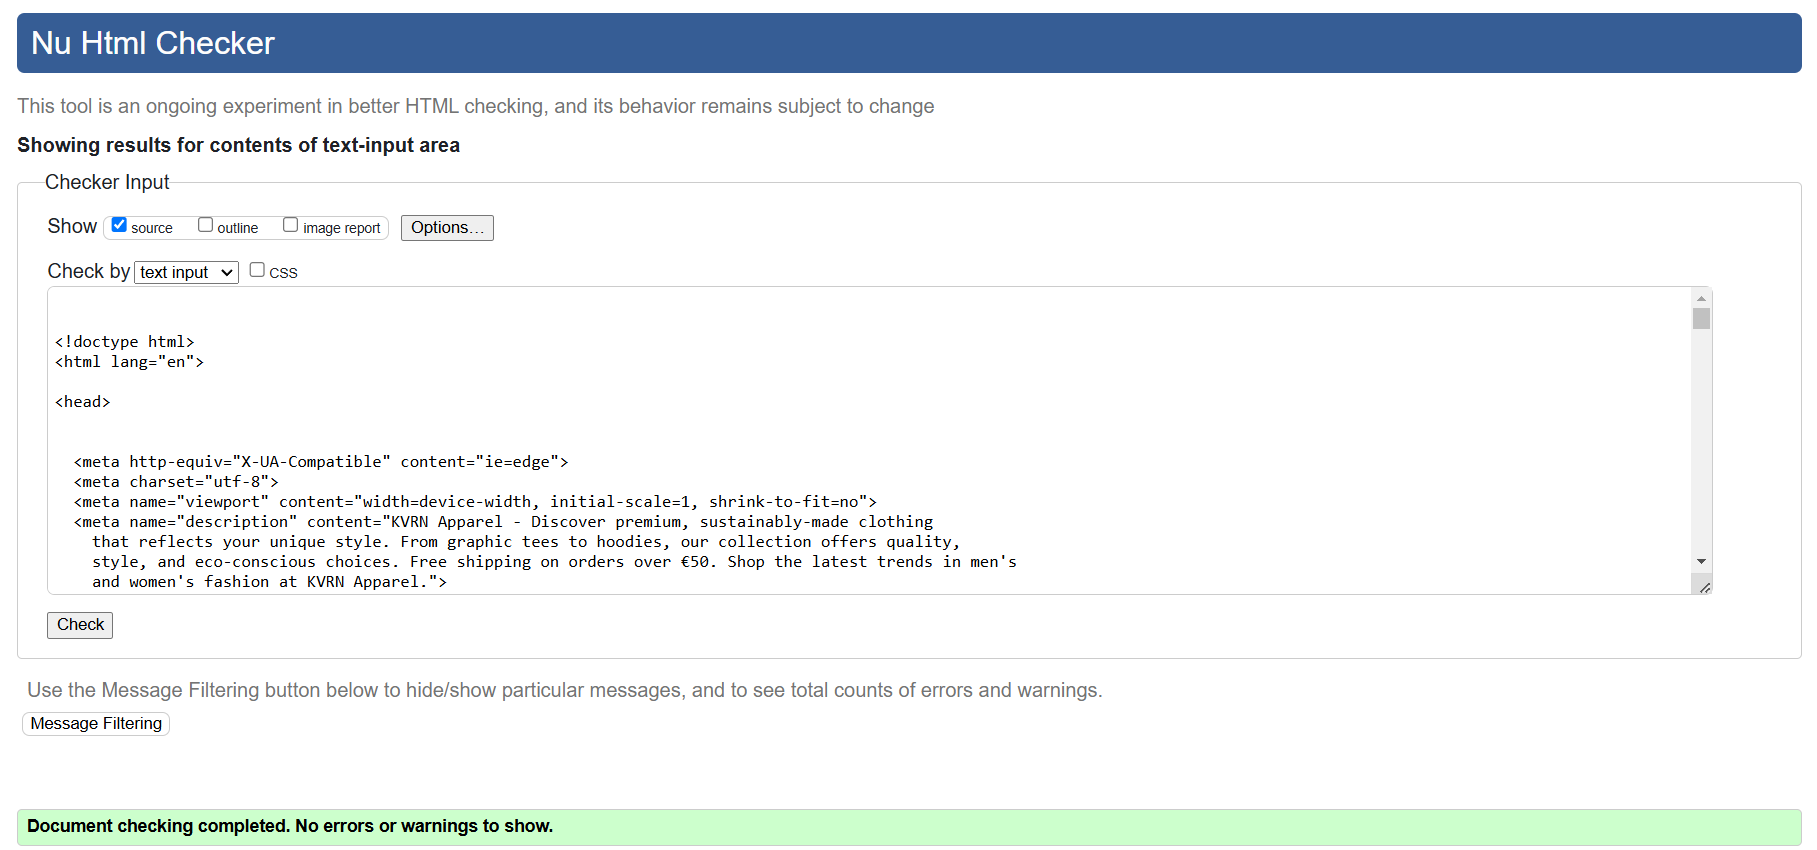 Nu Html Checker
This tool is an ongoing experiment in better HTML checking, and its behavior remains subject to change
Showing results for contents of text-input area
Checker Input
Show source outline image report Options...
Check by text input CSS
<!doctype html>
<html lang="en">
<head>
<meta http-equiv="X-UA-Compatible" content="ie=edge">
<meta charset="utf-8">
<meta name="viewport" content="width=device-width, initial-scale=1, shrink-to-fit=no">
<meta name="description" content="KVRN Apparel - Discover premium, sustainably-made clothing
that reflects your unique style. From graphic tees to hoodies, our collection offers quality,
style, and eco-conscious choices. Free shipping on orders over €50. Shop the latest trends in men's
and women's fashion at KVRN Apparel.">
Check
Use the Message Filtering button below to hide/show particular messages, and to see total counts of errors and warnings.
Message Filtering
Document checking completed. No errors or warnings to show.